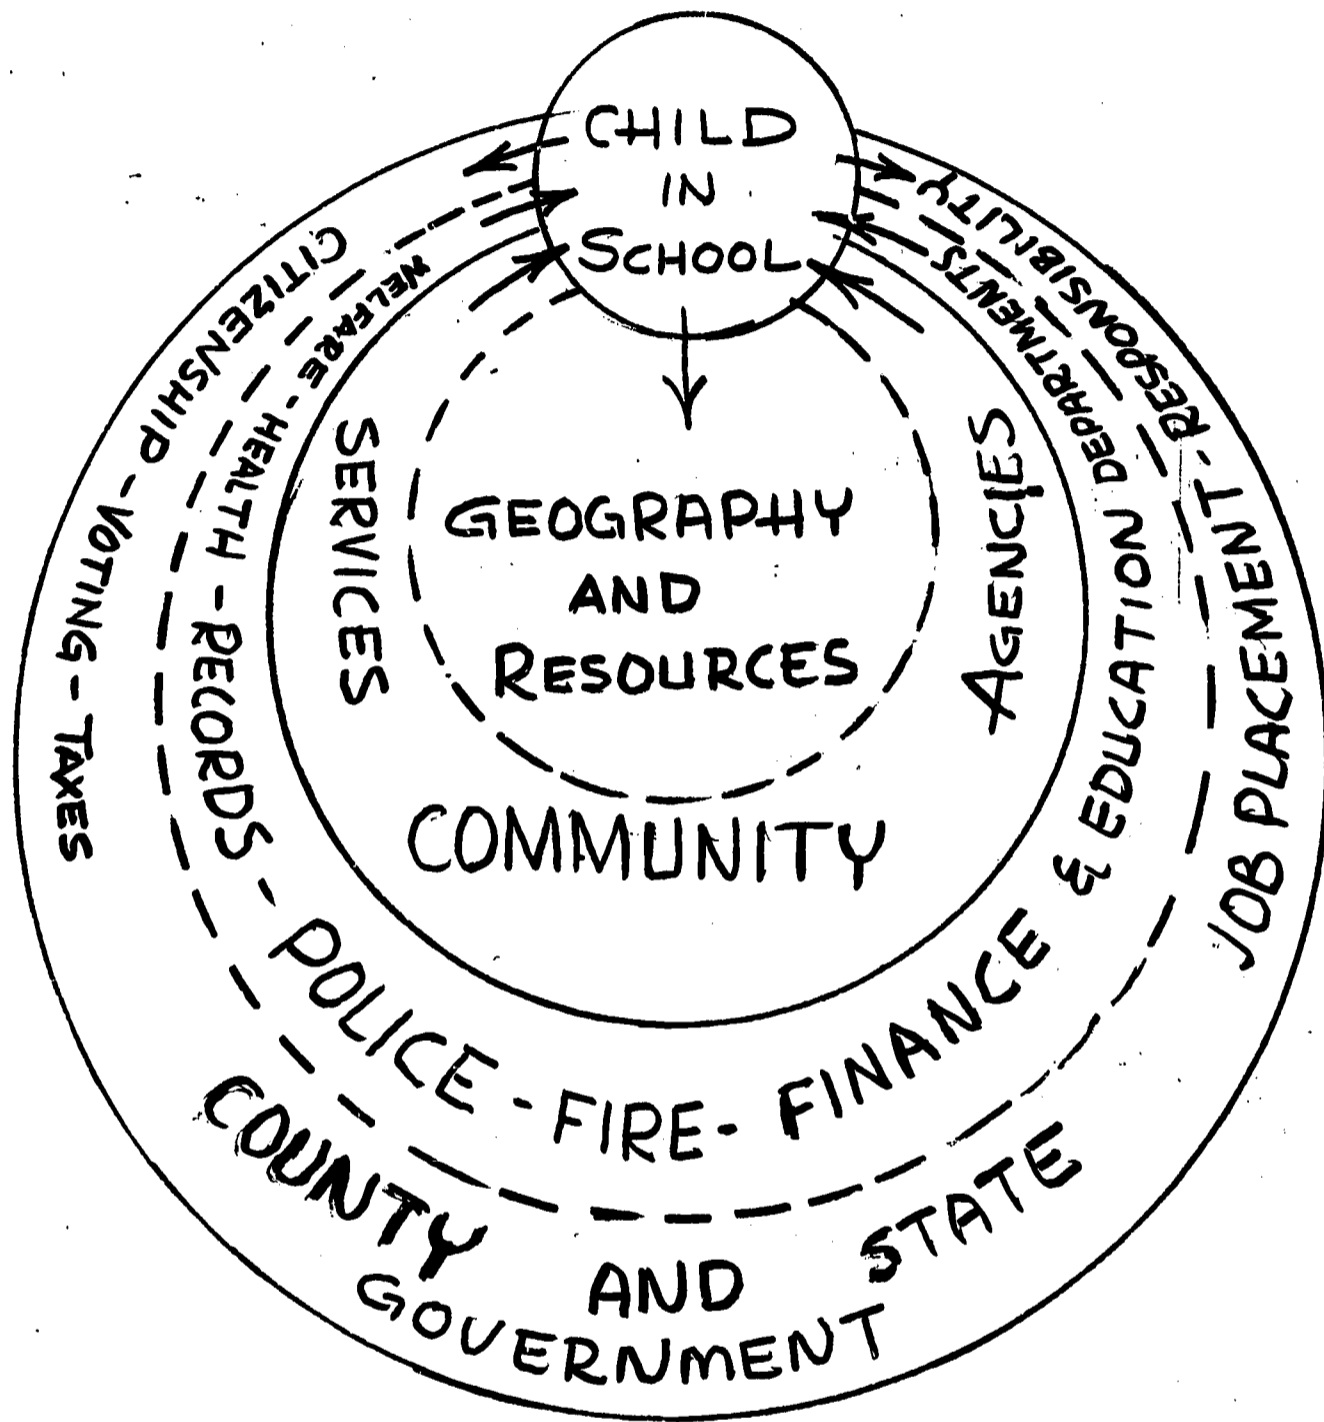 CHILD
IN
SCHOOL
CITIZENSHIP - VOTING - TAXES
JOB PLACEMENT - RESPONSIBILITY
WELFARE - HEALTH - RECORDS - POLICE - FIRE - FINANCE & EDUCATION DEPARTMENTS
SERVICES
AGENCIES
GEOGRAPHY
AND
RESOURCES
COMMUNITY
COUNTY AND STATE
GOVERNMENT